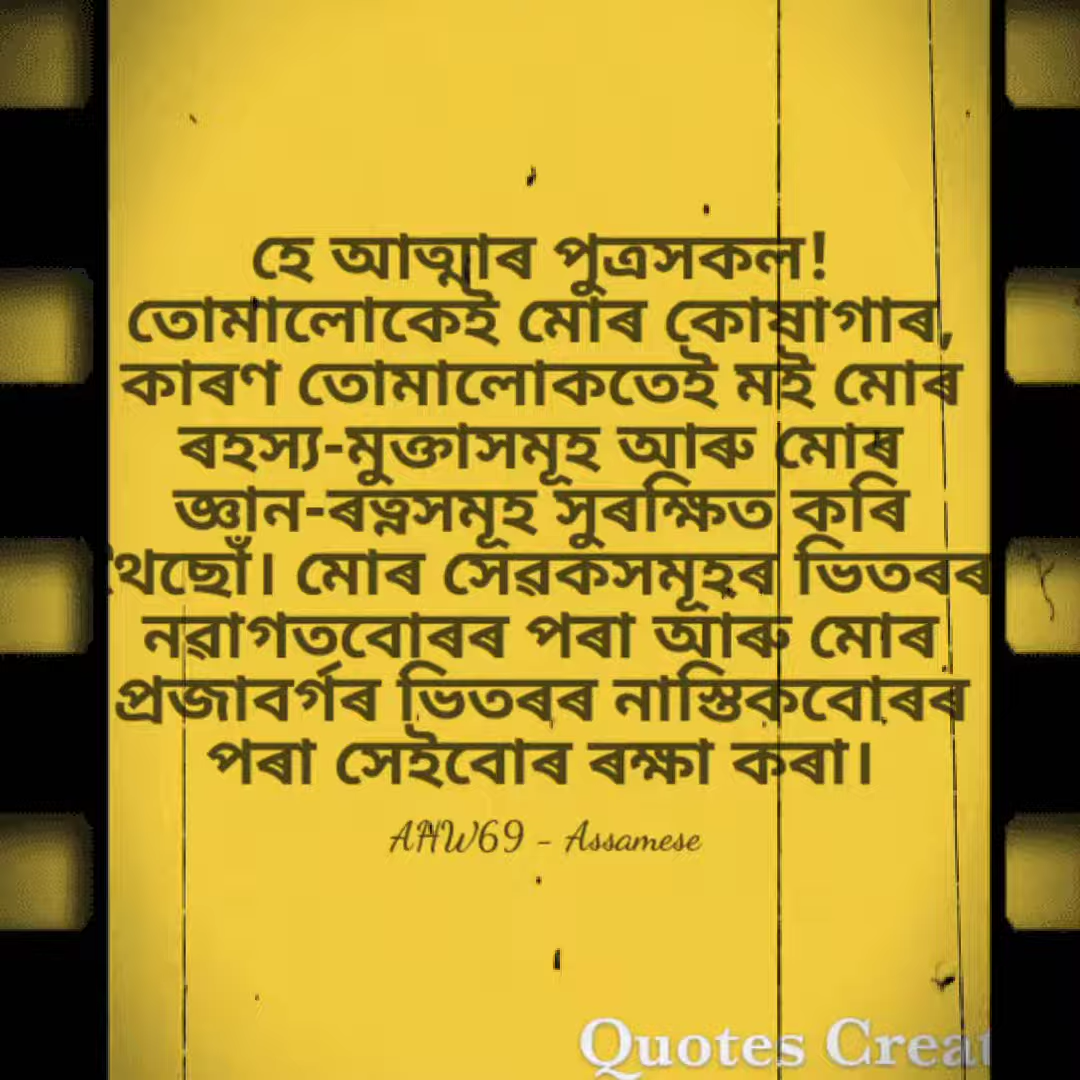 হে আত্মাৰ পুত্ৰসকল!
তোমালোকেই মোৰ কোষাগাৰ,
কাৰণ তোমালোকতেই মই মোৰ
ৰহস্য-মুক্তাসমূহ আৰু মোৰ
জ্ঞান-ৰত্নসমূহ সুৰক্ষিত কৰি
থৈছোঁ। মোৰ সেৱকসমূহৰ ভিতৰৰ
নৱাগতবোৰৰ পৰা আৰু মোৰ
প্ৰজাবৰ্গৰ ভিতৰৰ নাস্তিকবোৰৰ
পৰা সেইবোৰ ৰক্ষা কৰা।
AHW69 - Assamese
Quotes Creat